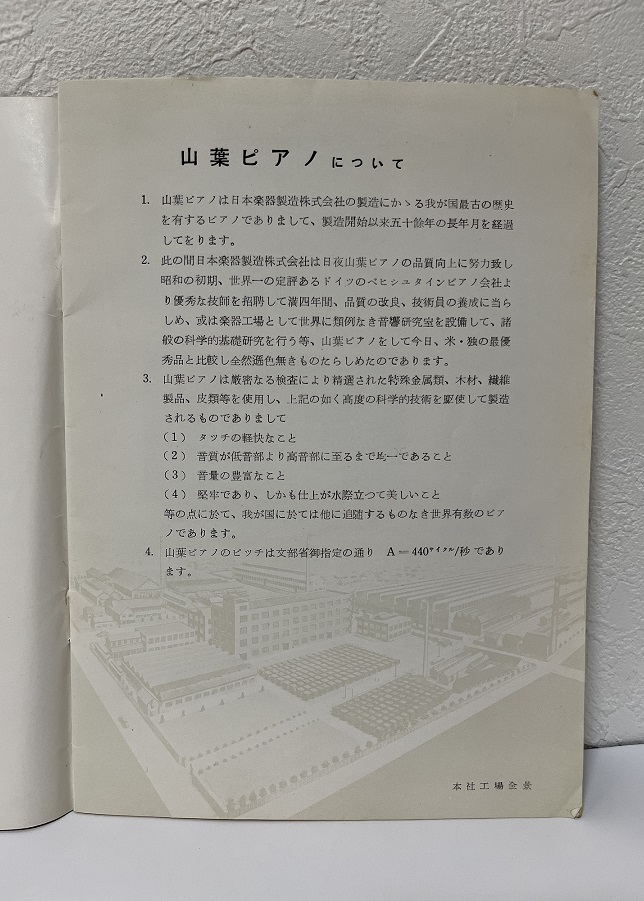 山葉ピアノについて
1. 山葉ピアノは日本楽器製造株式会社の製造にかゝる我が国最古の歴史
を有するピアノでありまして、製造開始以来五十餘年の長年月を経過
してをります。
2. 此の間日本楽器製造株式会社は日夜山葉ピアノの品質向上に努力致し
昭和の初期、世界一の定評あるドイツのベヒシュタインピアノ会社よ
り優秀な技師を招聘して満四年間、品質の改良、技術員の養成に当ら
しめ、或は楽器工場として世界に類例なき音響研究室を設備して、諸
般の科学的基礎研究を行う等、山葉ピアノをして今日、米・独の最優
秀品と比較し全然遜色無きものたらしめたのであります。
3. 山葉ピアノは厳密なる検査により精選された特殊金属類、木材、繊維
製品、皮類等を使用し、上記の如く高度の科学的技術を駆使して製造
されるものでありまして
(1) タッチの軽快なこと
(2) 音質が低音部より高音部に至るまで均一であること
(3) 音量の豊富なこと
(4) 堅牢であり、しかも仕上が水際立つて美しいこと
等の点に於て、我が国に於ては他に追随するものなき世界有数のピア
ノであります。
4. 山葉ピアノのピッチは文部省御指定の通り A=440サイクル/秒であり
ます。
本社工場全景